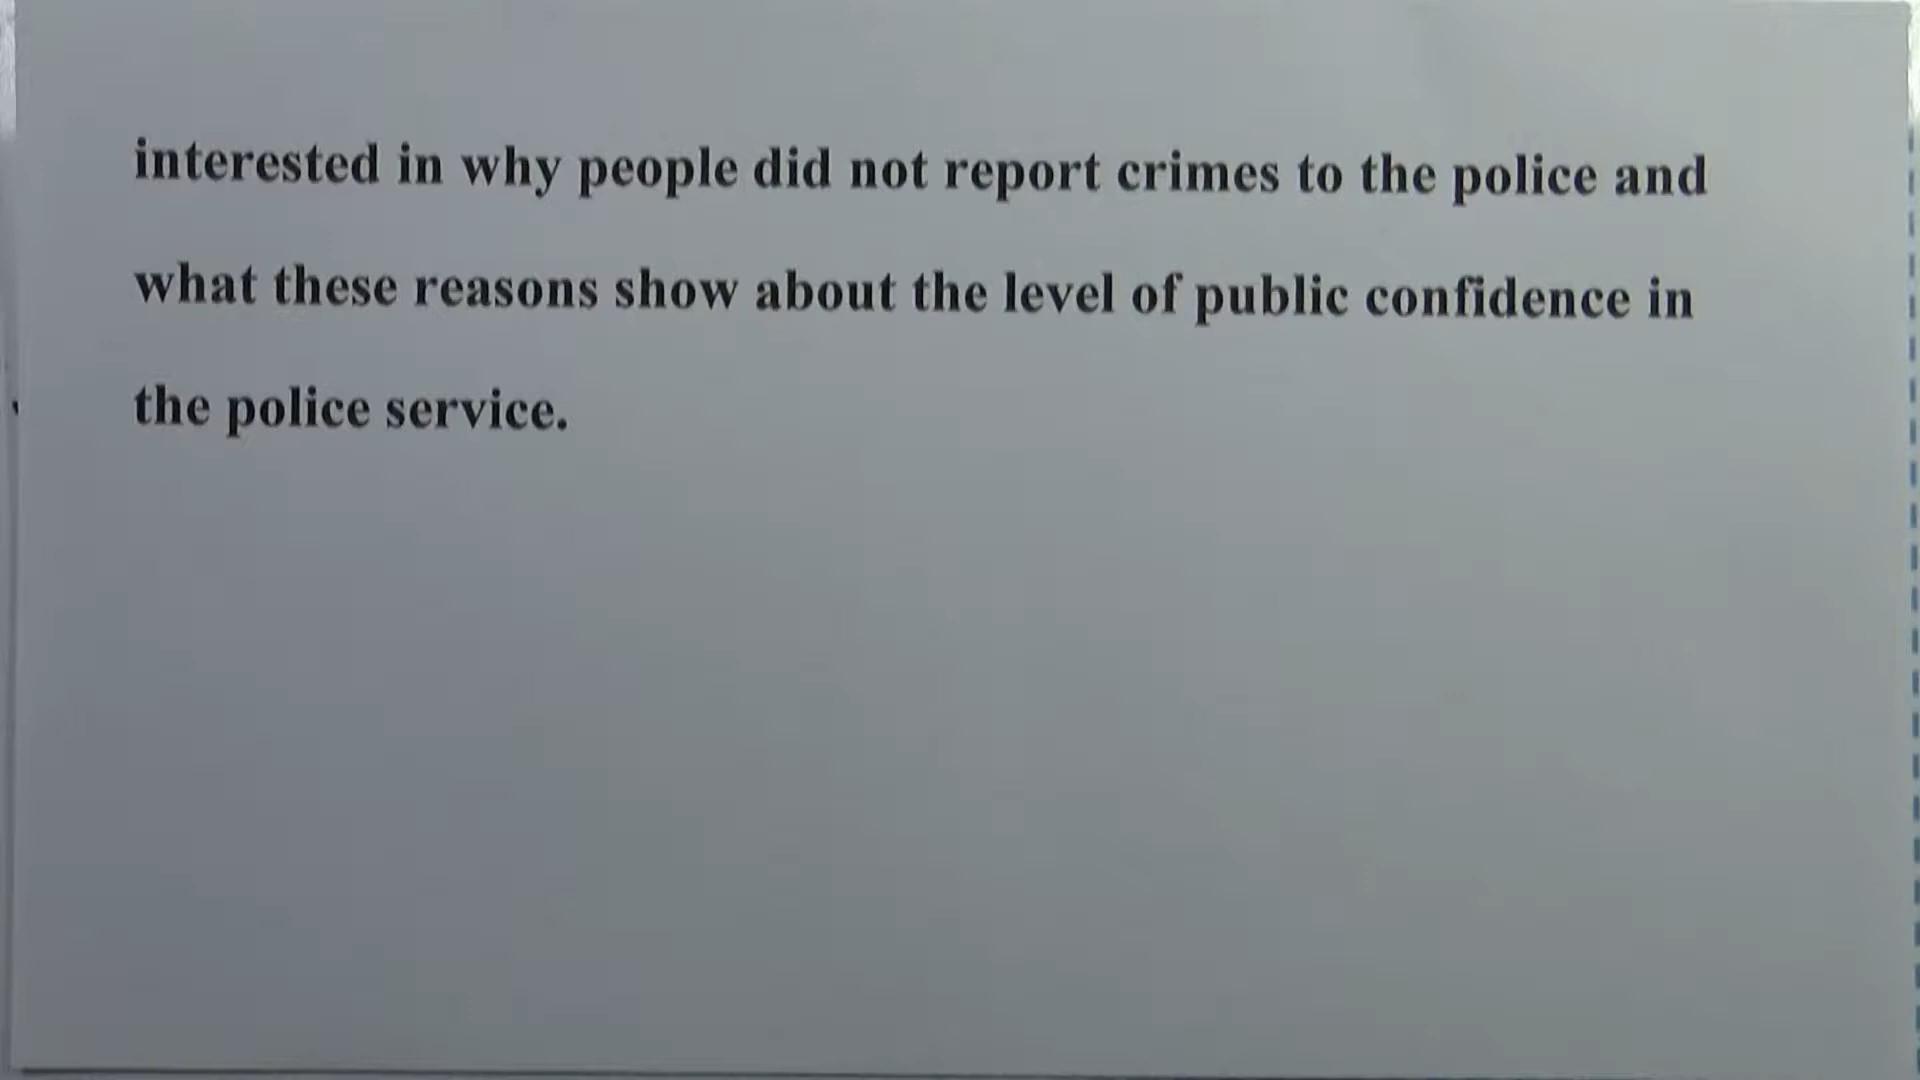 interested in why people did not report crimes to the police and
what these reasons show about the level of public confidence in
the police service.